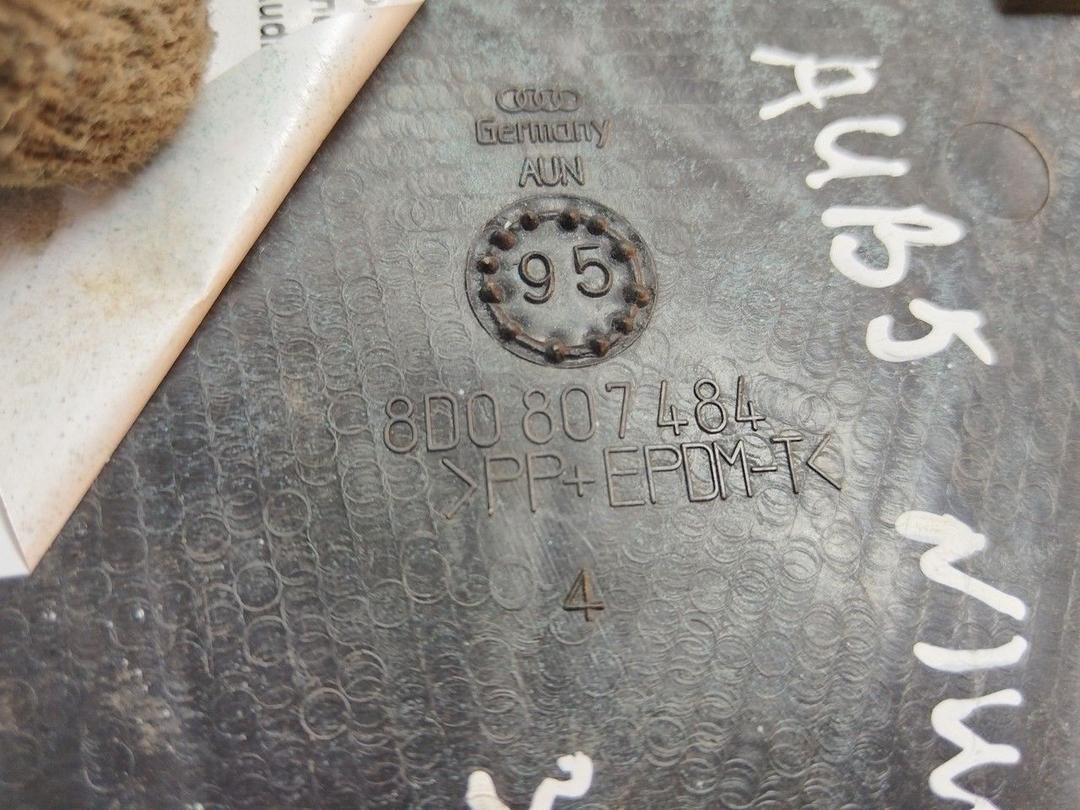 Germany
AUN
95
8D0 807 484
>PP+EPDM-T<
4
AUB5